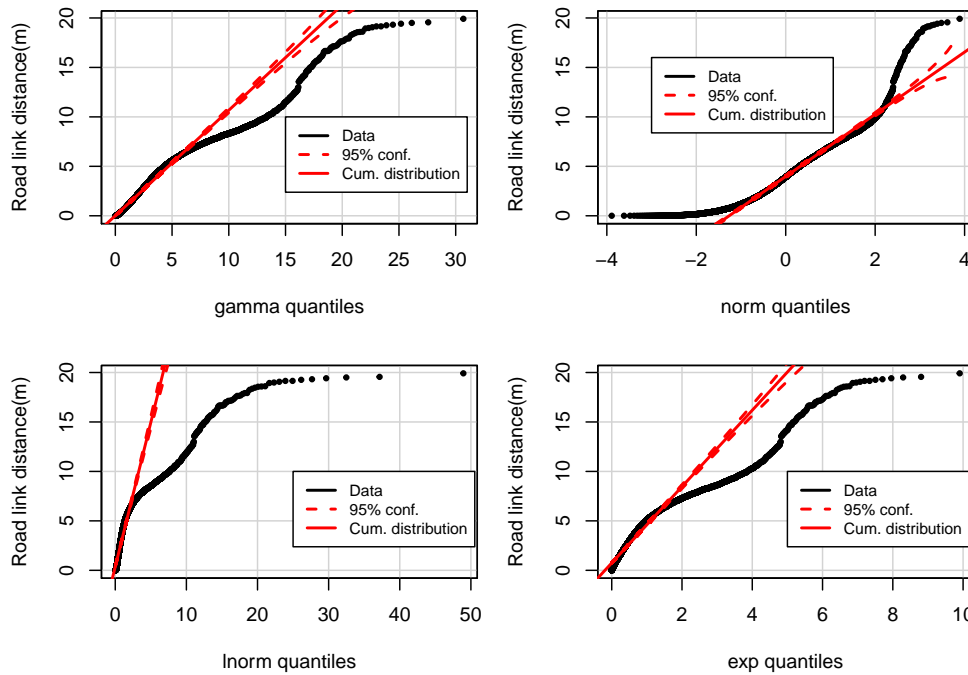 Road link distance(m)
20
15
10
5
0
Data
95% conf.
Cum. distribution
0 5 10 15 20 25 30
gamma quantiles
Road link distance(m)
20
15
10
5
0
Data
95% conf.
Cum. distribution
−4 −2 0 2 4
norm quantiles
Road link distance(m)
20
15
10
5
0
Data
95% conf.
Cum. distribution
0 10 20 30 40 50
lnorm quantiles
Road link distance(m)
20
15
10
5
0
Data
95% conf.
Cum. distribution
0 2 4 6 8 10
exp quantiles